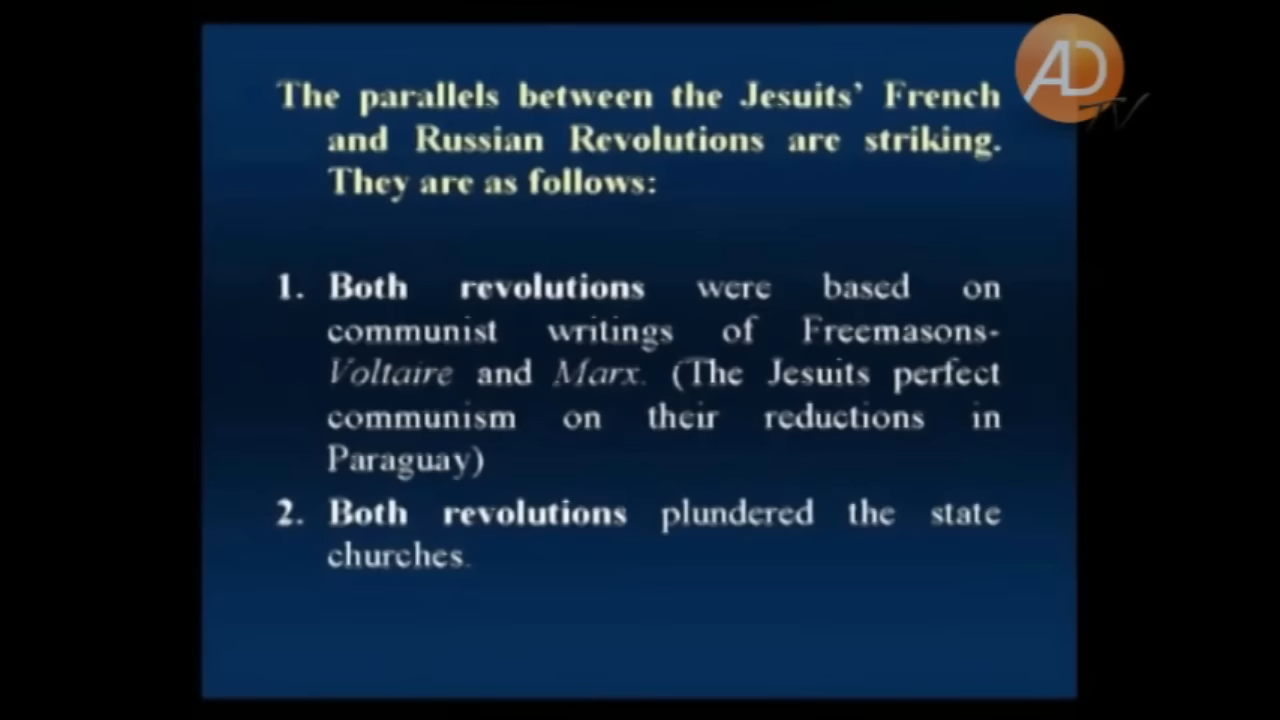 AD
TV
The parallels between the Jesuits’ French
and Russian Revolutions are striking.
They are as follows:
1. Both revolutions were based on
communist writings of Freemasons-
Voltaire and Marx. (The Jesuits perfect
communism on their reductions in
Paraguay)
2. Both revolutions plundered the state
churches.